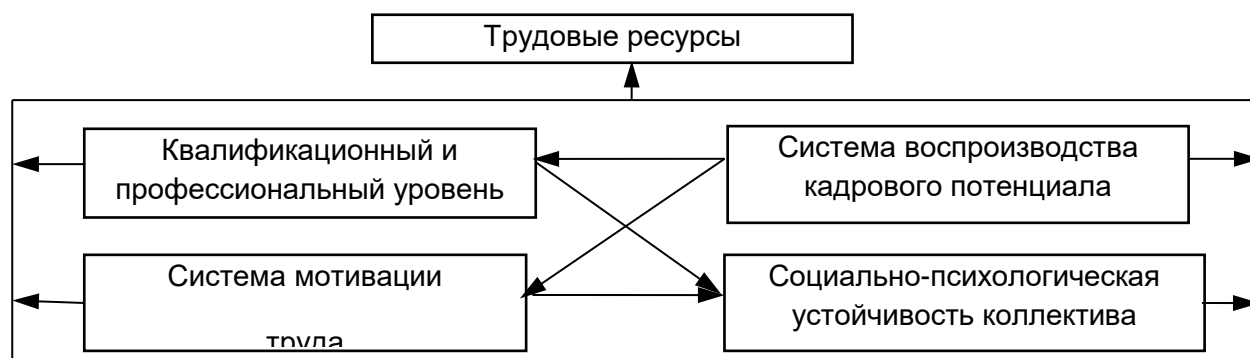 Трудовые ресурсы
Квалификационный и
профессиональный уровень
Система воспроизводства
кадрового потенциала
Система мотивации
труда
Социально-психологическая
устойчивость коллектива